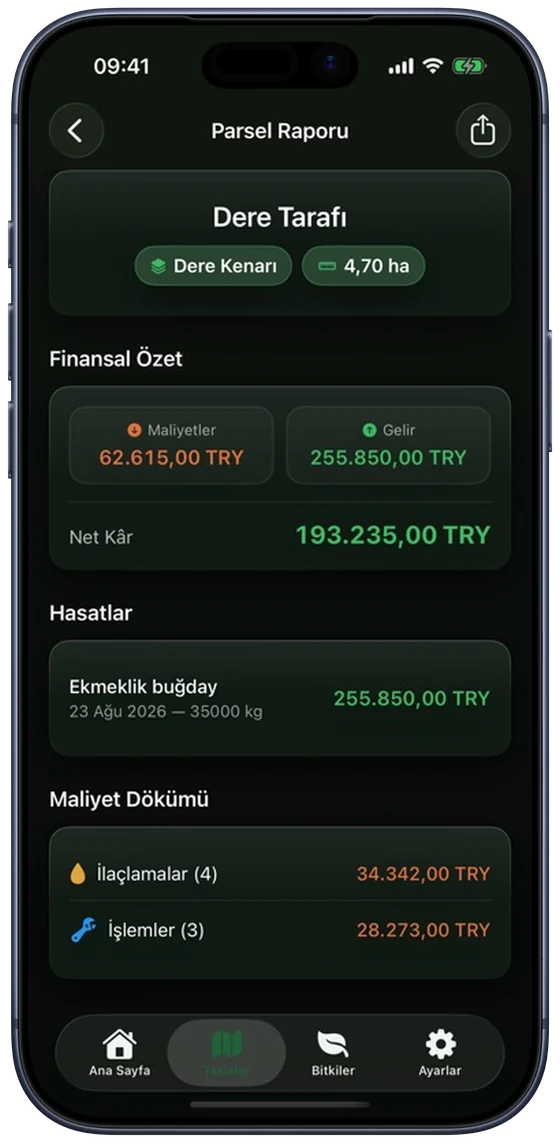 09:41
Parsel Raporu
Dere Tarafı
Dere Kenarı
4,70 ha
Finansal Özet
Maliyetler
62.615,00 TRY
Gelir
255.850,00 TRY
Net Kâr
193.235,00 TRY
Hasatlar
Ekmeklik buğday
255.850,00 TRY
23 Ağu 2026 — 35000 kg
Maliyet Dökümü
İlaçlamalar (4)
34.342,00 TRY
İşlemler (3)
28.273,00 TRY
Ana Sayfa
Tarlalar
Bitkiler
Ayarlar